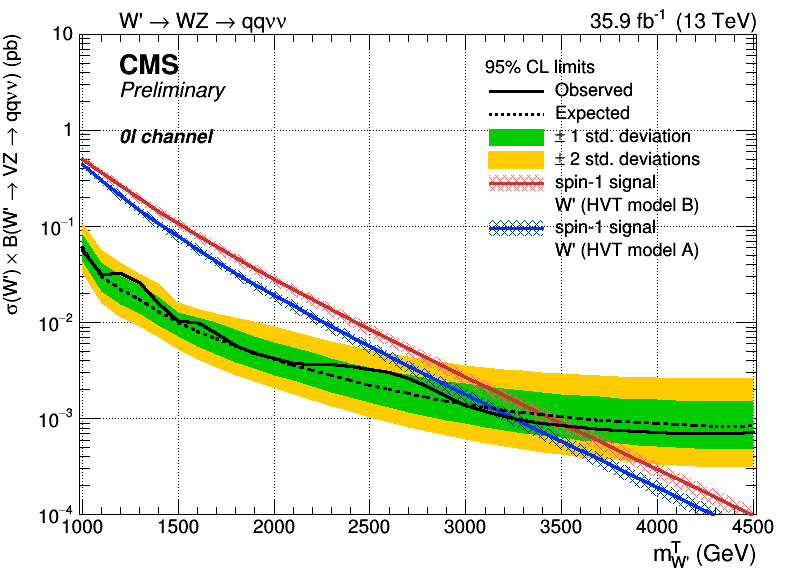 W' → WZ → qqνν
35.9 fb⁻¹ (13 TeV)
σ(W') × B(W' → VZ → qqνν) (pb)
10
1
10⁻¹
10⁻²
10⁻³
10⁻⁴
CMS
Preliminary
0l channel
95% CL limits
Observed
Expected
± 1 std. deviation
± 2 std. deviations
spin-1 signal
W' (HVT model B)
spin-1 signal
W' (HVT model A)
1000 1500 2000 2500 3000 3500 4000 4500
m^T_W' (GeV)